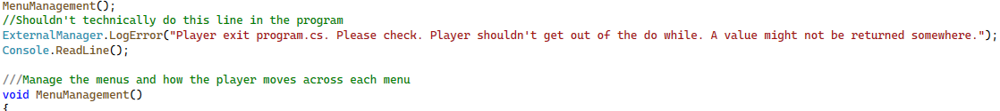 MenuManagement();
//Shouldn't technically do this line in the program
ExternalManager.LogError("Player exit program.cs. Please check. Player shouldn't get out of the do while. A value might not be returned somewhere.");
Console.ReadLine();
///Manage the menus and how the player moves across each menu
void MenuManagement()
{